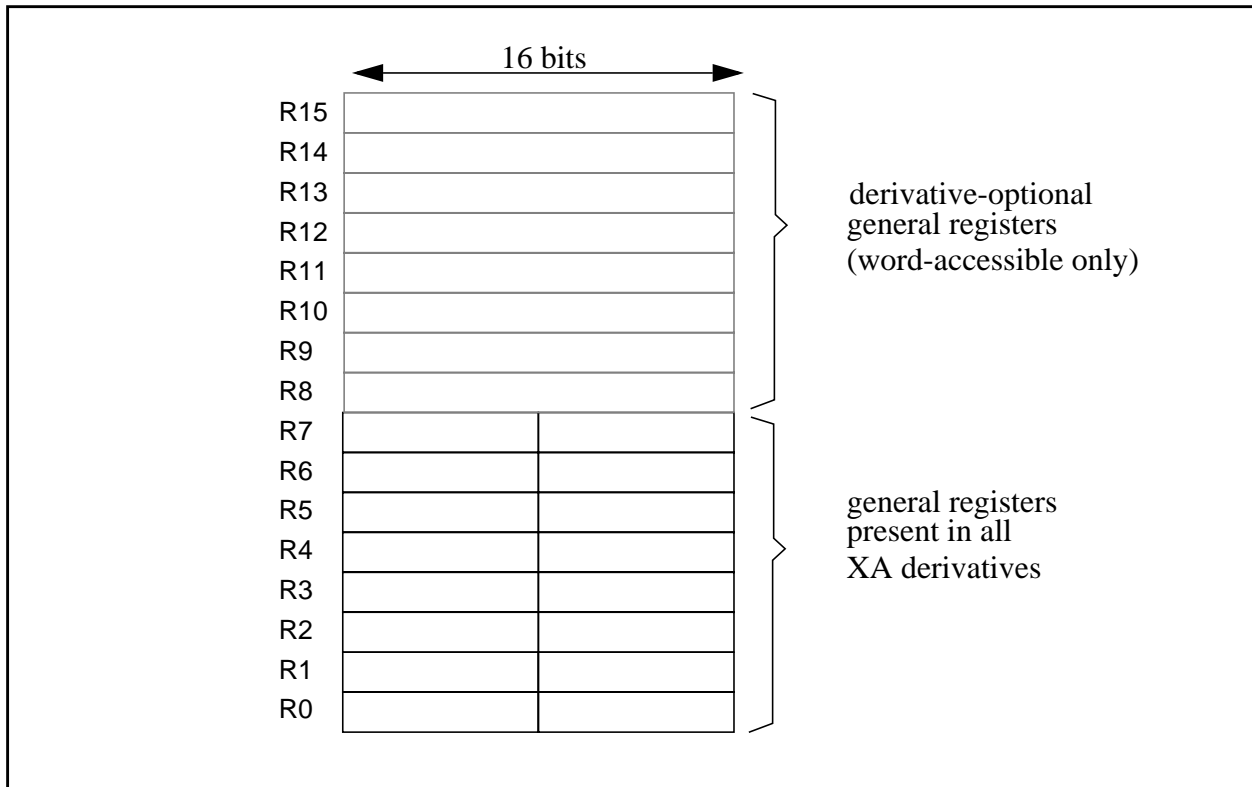 16 bits
R15
R14
R13
R12
R11
R10
R9
R8
derivative-optional
general registers
(word-accessible only)
R7
R6
R5
R4
R3
R2
R1
R0
general registers
present in all
XA derivatives